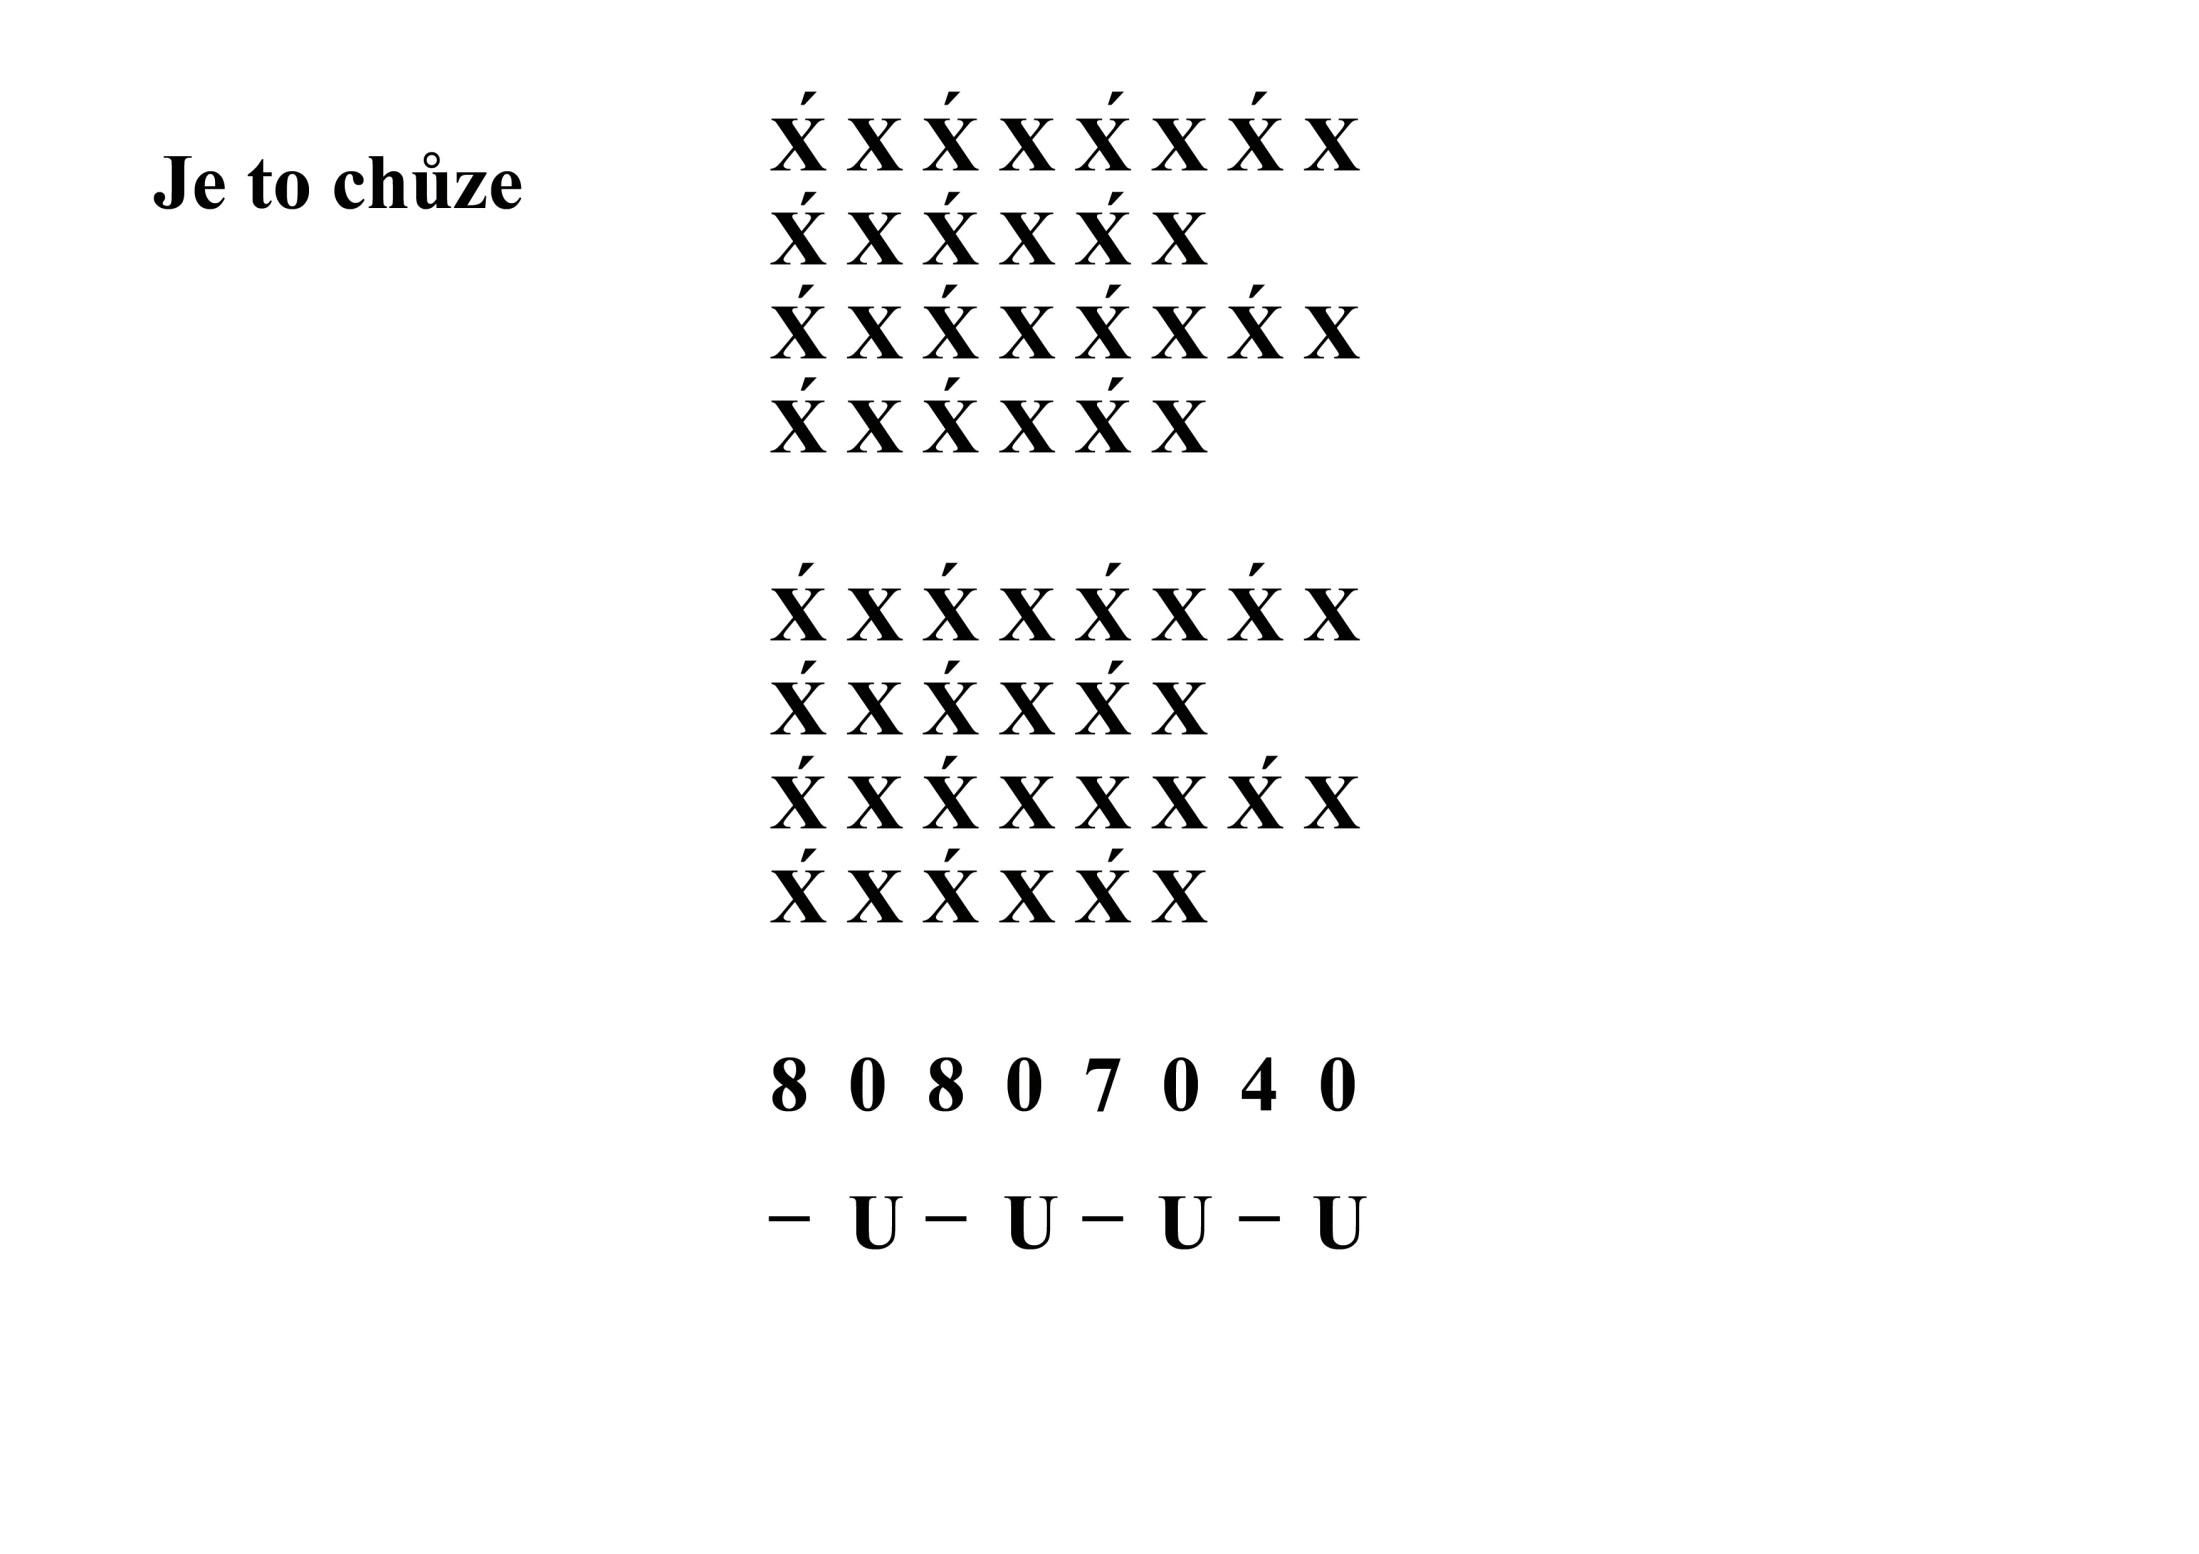 Je to chůze
X́ x X́ x X́ x X́ x
X́ x X́ x X́ x
X́ x X́ x X́ x X́ x
X́ x X́ x X́ x
X́ x X́ x X́ x X́ x
X́ x X́ x X́ x
X́ x X́ x x x X́ x
X́ x X́ x X́ x
8 0 8 0 7 0 4 0
– U – U – U – U